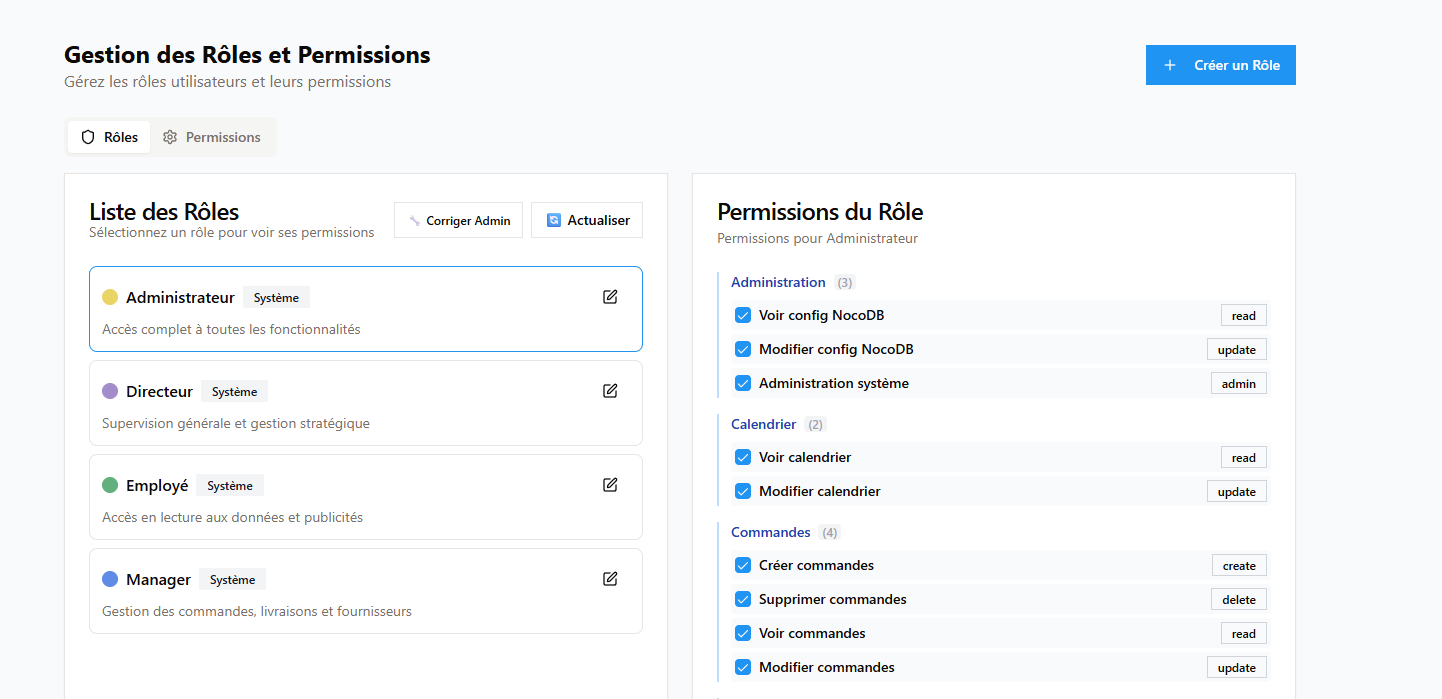 Gestion des Rôles et Permissions
Gérez les rôles utilisateurs et leurs permissions
Créer un Rôle
Rôles
Permissions
Liste des Rôles
Sélectionnez un rôle pour voir ses permissions
Corriger Admin
Actualiser
Administrateur Système
Accès complet à toutes les fonctionnalités
Directeur Système
Supervision générale et gestion stratégique
Employé Système
Accès en lecture aux données et publicités
Manager Système
Gestion des commandes, livraisons et fournisseurs
Permissions du Rôle
Permissions pour Administrateur
Administration (3)
Voir config NocoDB read
Modifier config NocoDB update
Administration système admin
Calendrier (2)
Voir calendrier read
Modifier calendrier update
Commandes (4)
Créer commandes create
Supprimer commandes delete
Voir commandes read
Modifier commandes update